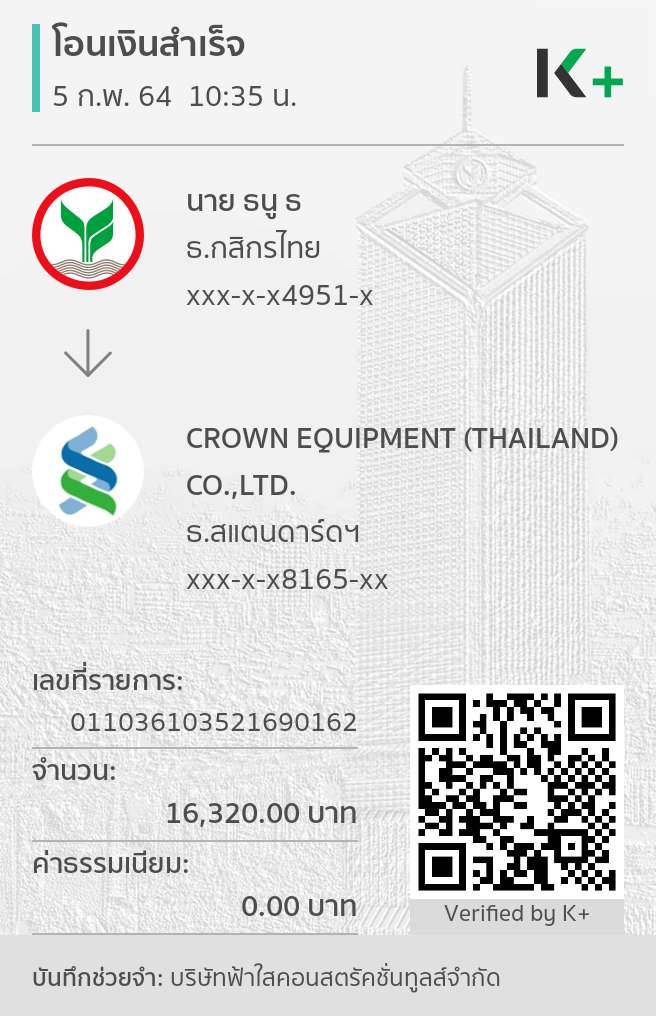 โอนเงินสำเร็จ
5 ก.พ. 64 10:35 น.
K+
นาย ธนู ธ
ธ.กสิกรไทย
xxx-x-x4951-x
CROWN EQUIPMENT (THAILAND)
CO.,LTD.
ธ.สแตนดาร์ดฯ
xxx-x-x8165-xx
เลขที่รายการ:
011036103521690162
จำนวน:
16,320.00 บาท
ค่าธรรมเนียม:
0.00 บาท
Verified by K+
บันทึกช่วยจำ: บริษัทฟ้าใสคอนสตรัคชั่นทูลส์จำกัด